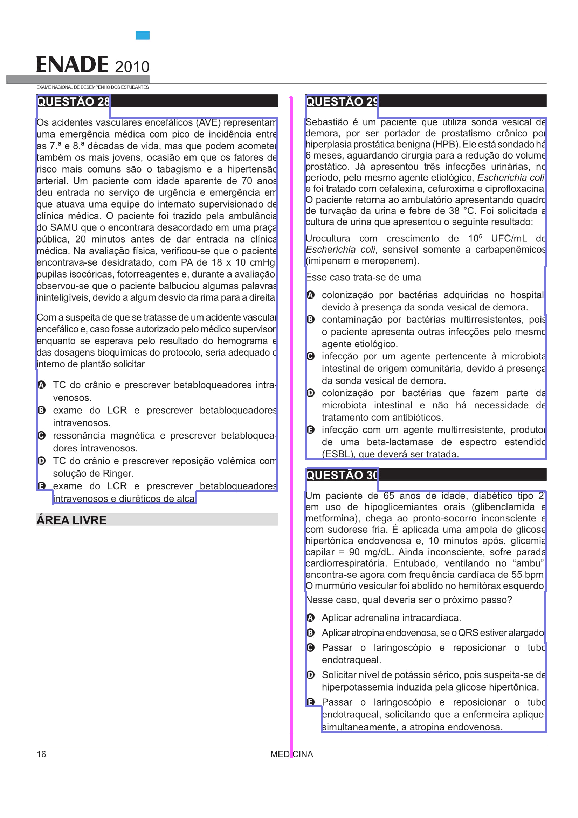 ENADE 2010
EXAME NACIONAL DE DESEMPENHO DOS ESTUDANTES
QUESTÃO 28
Os acidentes vasculares encefálicos (AVE) representam
uma emergência médica com pico de incidência entre
as 7.ª e 8.ª décadas de vida, mas que podem acometer
também os mais jovens, ocasião em que os fatores de
risco mais comuns são o tabagismo e a hipertensão
arterial. Um paciente com idade aparente de 70 anos
deu entrada no serviço de urgência e emergência em
que atuava uma equipe do internato supervisionado de
clínica médica. O paciente foi trazido pela ambulância
do SAMU que o encontrara desacordado em uma praça
pública, 20 minutos antes de dar entrada na clínica
médica. Na avaliação física, verificou-se que o paciente
encontrava-se desidratado, com PA de 18 x 10 cmHg,
pupilas isocóricas, fotorreagentes e, durante a avaliação,
observou-se que o paciente balbuciou algumas palavras
ininteligíveis, devido a algum desvio da rima para a direita.
Com a suspeita de que se tratasse de um acidente vascular
encefálico e, caso fosse autorizado pelo médico supervisor,
enquanto se esperava pelo resultado do hemograma e
das dosagens bioquímicas do protocolo, seria adequado o
interno de plantão solicitar
A TC do crânio e prescrever betabloqueadores intra-
venosos.
B exame do LCR e prescrever betabloqueadores
intravenosos.
C ressonância magnética e prescrever betabloquea-
dores intravenosos.
D TC do crânio e prescrever reposição volêmica com
solução de Ringer.
E exame do LCR e prescrever betabloqueadores
intravenosos e diuréticos de alça.
ÁREA LIVRE
QUESTÃO 29
Sebastião é um paciente que utiliza sonda vesical de
demora, por ser portador de prostatismo crônico por
hiperplasia prostática benigna (HPB). Ele está sondado há
6 meses, aguardando cirurgia para a redução do volume
prostático. Já apresentou três infecções urinárias, no
período, pelo mesmo agente etiológico, Escherichia coli,
e foi tratado com cefalexina, cefuroxima e ciprofloxacina.
O paciente retorna ao ambulatório apresentando quadro
de turvação da urina e febre de 38 °C. Foi solicitada a
cultura de urina que apresentou o seguinte resultado:
Urocultura com crescimento de 10⁶ UFC/mL de
Escherichia coli, sensível somente a carbapenêmicos
(imipenem e meropenem).
Esse caso trata-se de uma
A colonização por bactérias adquiridas no hospital,
devido à presença da sonda vesical de demora.
B contaminação por bactérias multirresistentes, pois
o paciente apresenta outras infecções pelo mesmo
agente etiológico.
C infecção por um agente pertencente à microbiota
intestinal de origem comunitária, devido à presença
da sonda vesical de demora.
D colonização por bactérias que fazem parte da
microbiota intestinal e não há necessidade de
tratamento com antibióticos.
E infecção com um agente multirresistente, produtor
de uma beta-lactamase de espectro estendido
(ESBL), que deverá ser tratada.
QUESTÃO 30
Um paciente de 65 anos de idade, diabético tipo 2,
em uso de hipoglicemiantes orais (glibenclamida e
metformina), chega ao pronto-socorro inconsciente e
com sudorese fria. É aplicada uma ampola de glicose
hipertônica endovenosa e, 10 minutos após, glicemia
capilar = 90 mg/dL. Ainda inconsciente, sofre parada
cardiorrespiratória. Entubado, ventilando no "ambu",
encontra-se agora com frequência cardíaca de 55 bpm.
O murmúrio vesicular foi abolido no hemitórax esquerdo.
Nesse caso, qual deveria ser o próximo passo?
A Aplicar adrenalina intracardíaca.
B Aplicar atropina endovenosa, se o QRS estiver alargado.
C Passar o laringoscópio e reposicionar o tubo
endotraqueal.
D Solicitar nível de potássio sérico, pois suspeita-se de
hiperpotassemia induzida pela glicose hipertônica.
E Passar o laringoscópio e reposicionar o tubo
endotraqueal, solicitando que a enfermeira aplique,
simultaneamente, a atropina endovenosa.
16
MEDICINA